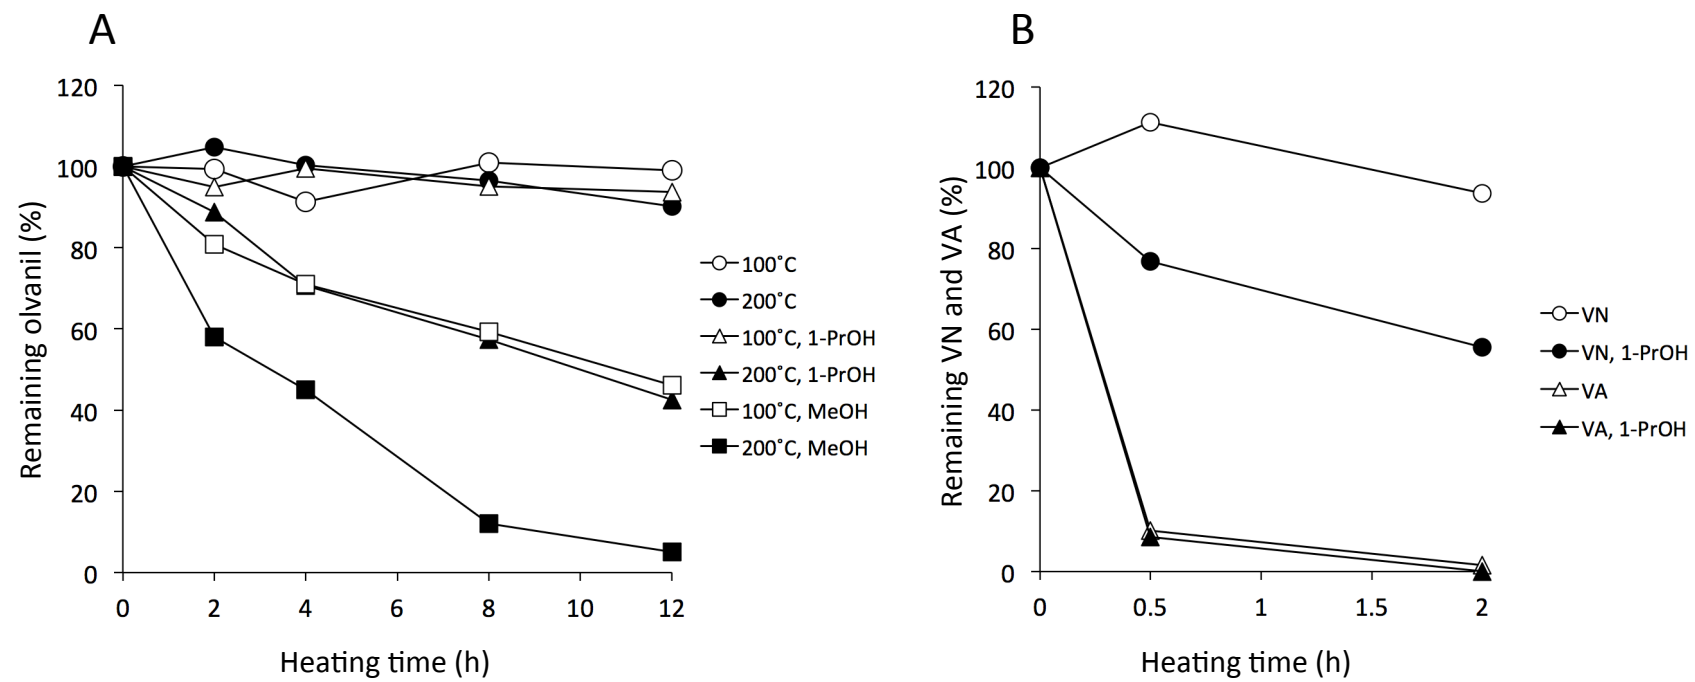 A
120
100
80
60
40
20
0
0 2 4 6 8 10 12
Remaining olvanil (%)
Heating time (h)
100˚C
200˚C
100˚C, 1-PrOH
200˚C, 1-PrOH
100˚C, MeOH
200˚C, MeOH
B
120
100
80
60
40
20
0
0 0.5 1 1.5 2
Remaining VN and VA (%)
Heating time (h)
VN
VN, 1-PrOH
VA
VA, 1-PrOH